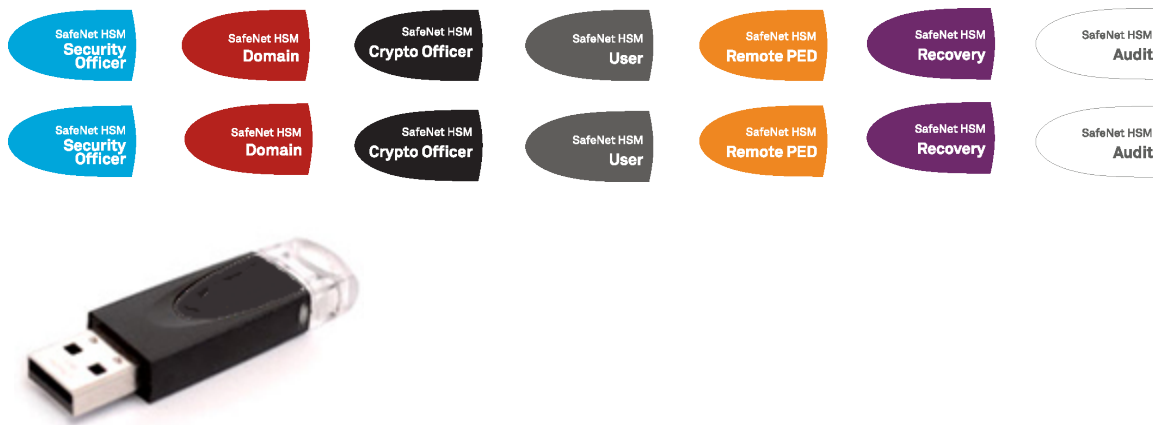 SafeNet HSM
Security
Officer
SafeNet HSM
Domain
SafeNet HSM
Crypto Officer
SafeNet HSM
User
SafeNet HSM
Remote PED
SafeNet HSM
Recovery
SafeNet HSM
Audit
SafeNet HSM
Security
Officer
SafeNet HSM
Domain
SafeNet HSM
Crypto Officer
SafeNet HSM
User
SafeNet HSM
Remote PED
SafeNet HSM
Recovery
SafeNet HSM
Audit